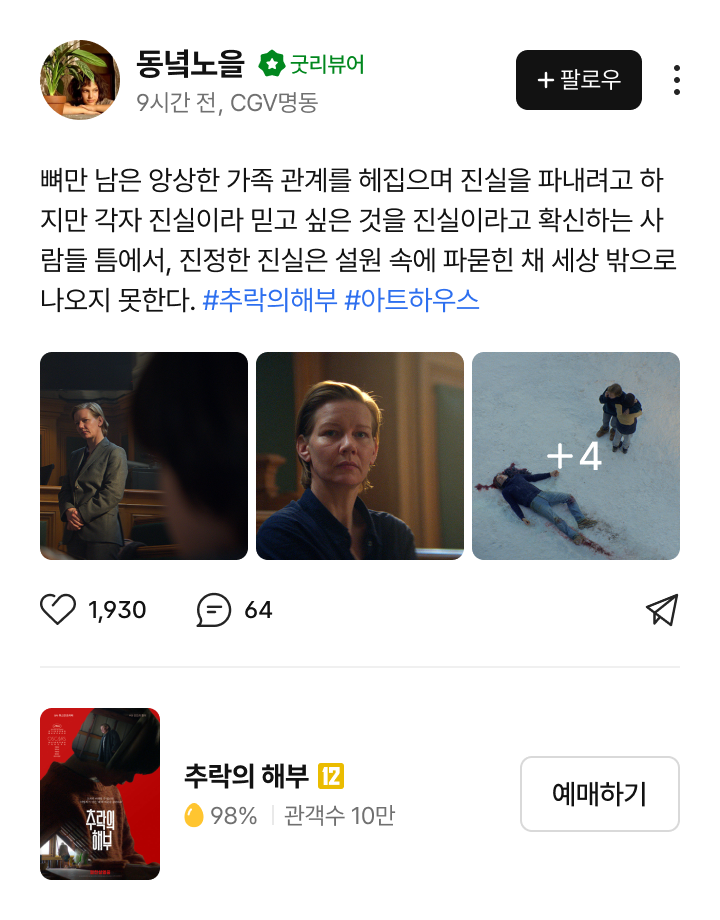 동녘노을 굿리뷰어
9시간 전, CGV명동
+ 팔로우
뼈만 남은 앙상한 가족 관계를 헤집으며 진실을 파내려고 하
지만 각자 진실이라 믿고 싶은 것을 진실이라고 확신하는 사
람들 틈에서, 진정한 진실은 설원 속에 파묻힌 채 세상 밖으로
나오지 못한다. #추락의해부 #아트하우스
+4
1,930
64
추락의
해부
추락의 해부 12
98% 관객수 10만
예매하기